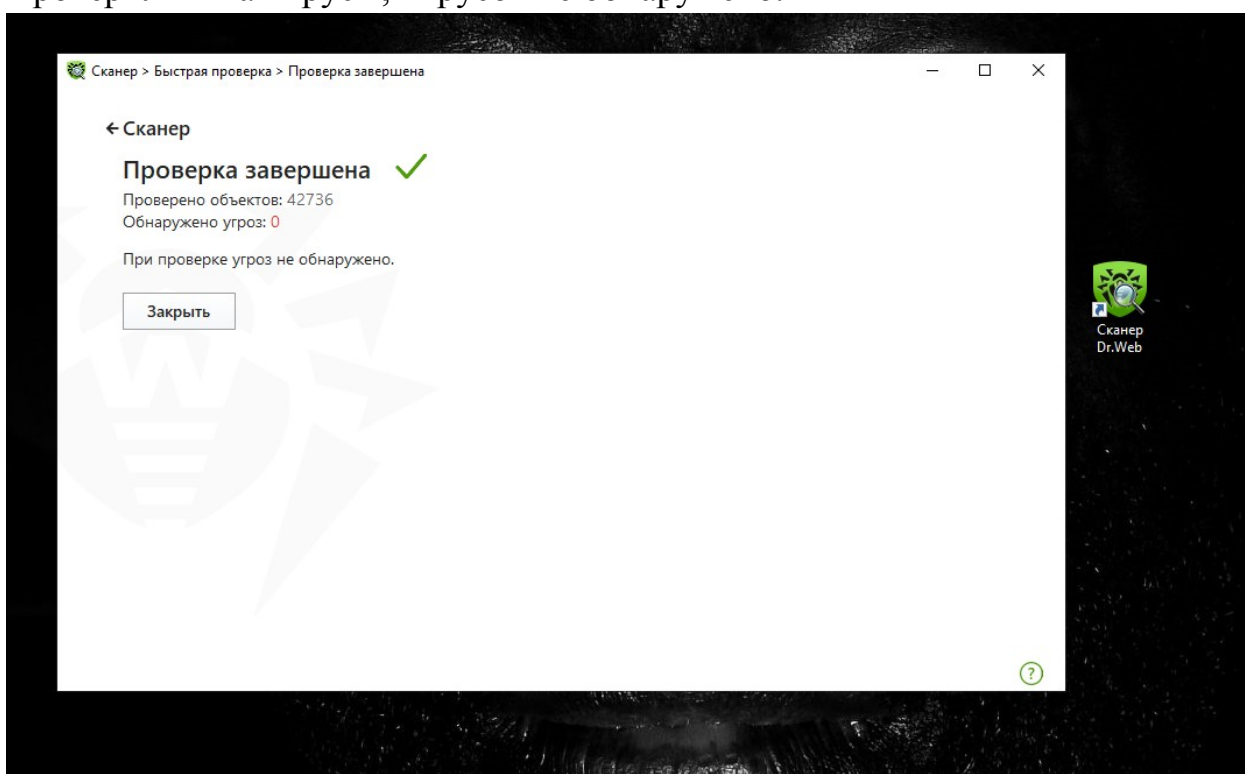 Сканер > Быстрая проверка > Проверка завершена
Сканер
Проверка завершена
Проверено объектов: 42736
Обнаружено угроз: 0
При проверке угроз не обнаружено.
Закрыть
Сканер
Dr.Web
?